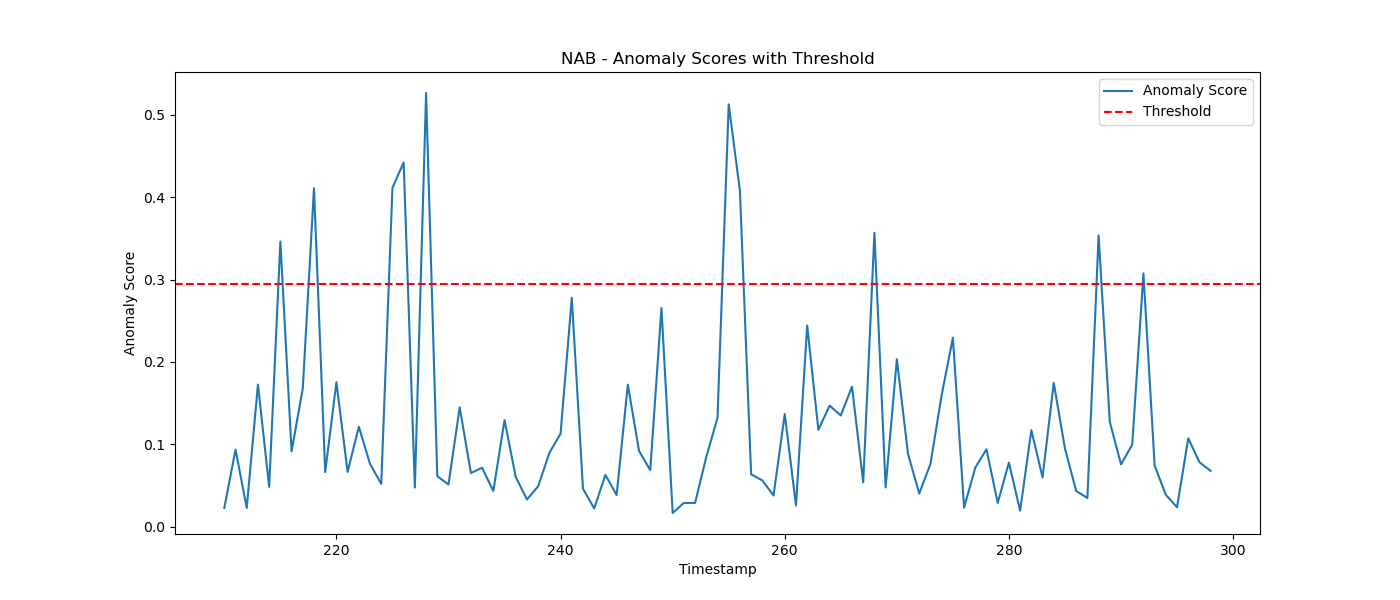 NAB - Anomaly Scores with Threshold
Anomaly Score
Threshold
Anomaly Score
0.5
0.4
0.3
0.2
0.1
0.0
220 240 260 280 300
Timestamp